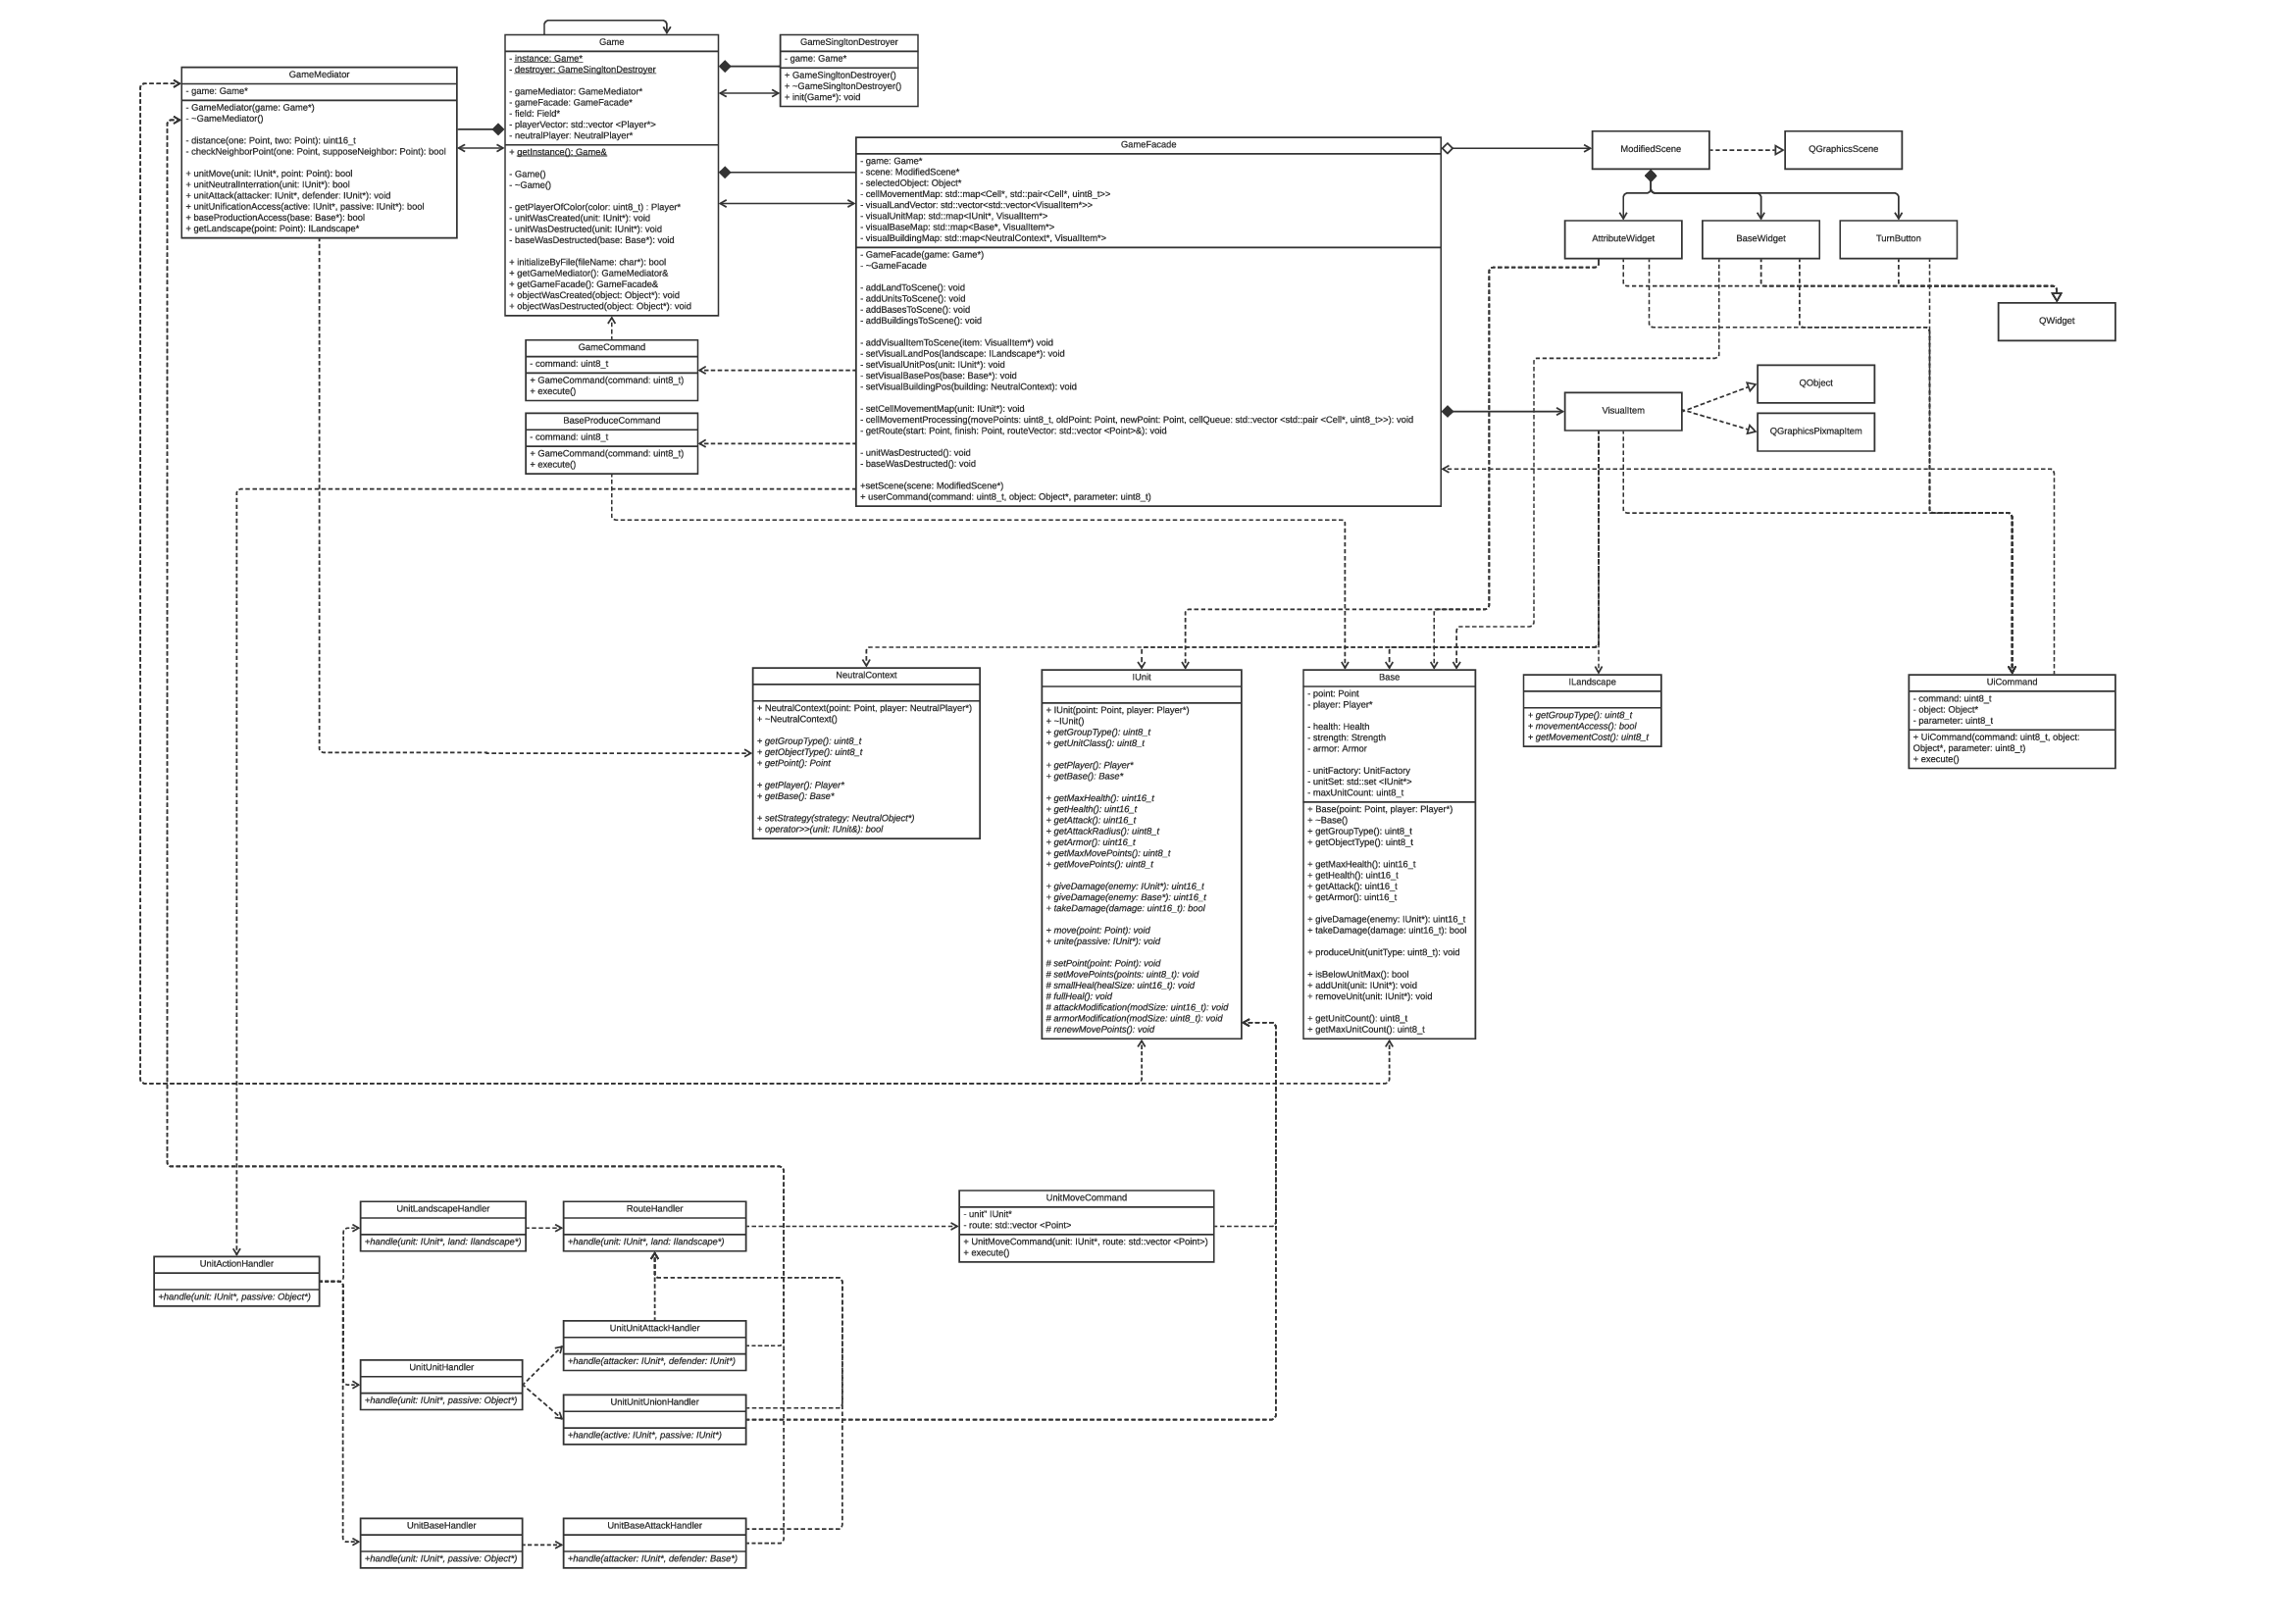 Game
- instance: Game*
- destroyer: GameSingltonDestroyer
- gameMediator: GameMediator*
- gameFacade: GameFacade*
- field: Field*
- playerVector: std::vector <Player*>
- neutralPlayer: NeutralPlayer*
+ getInstance(): Game&
- Game()
- ~Game()
- getPlayerOfColor(color: uint8_t) : Player*
- unitWasCreated(unit: IUnit*): void
- unitWasDestructed(unit: IUnit*): void
- baseWasDestructed(base: Base*): void
+ initializeByFile(fileName: char*): bool
+ getGameMediator(): GameMediator&
+ getGameFacade(): GameFacade&
+ objectWasCreated(object: Object*): void
+ objectWasDestructed(object: Object*): void
GameSingltonDestroyer
- game: Game*
+ GameSingltonDestroyer()
+ ~GameSingltonDestroyer()
+ init(Game*): void
GameMediator
- game: Game*
- GameMediator(game: Game*)
- ~GameMediator()
- distance(one: Point, two: Point): uint16_t
- checkNeighborPoint(one: Point, supposeNeighbor: Point): bool
+ unitMove(unit: IUnit*, point: Point): bool
+ unitNeutralInterration(unit: IUnit*): bool
+ unitAttack(attacker: IUnit*, defender: IUnit*): void
+ unitUnificationAccess(active: IUnit*, passive: IUnit*): bool
+ baseProductionAccess(base: Base*): bool
+ getLandscape(point: Point): ILandscape*
GameFacade
- game: Game*
- scene: ModifiedScene*
- selectedObject: Object*
- cellMovementMap: std::map<Cell*, std::pair<Cell*, uint8_t>>
- visualLandVector: std::vector<std::vector<VisualItem*>>
- visualUnitMap: std::map<IUnit*, VisualItem*>
- visualBaseMap: std::map<Base*, VisualItem*>
- visualBuildingMap: std::map<NeutralContext*, VisualItem*>
- GameFacade(game: Game*)
- ~GameFacade
- addLandToScene(): void
- addUnitsToScene(): void
- addBasesToScene(): void
- addBuildingsToScene(): void
- addVisualItemToScene(item: VisualItem*) void
- setVisualLandPos(landscape: ILandscape*): void
- setVisualUnitPos(unit: IUnit*): void
- setVisualBasePos(base: Base*): void
- setVisualBuildingPos(building: NeutralContext): void
- setCellMovementMap(unit: IUnit*): void
- cellMovementProcessing(movePoints: uint8_t, oldPoint: Point, newPoint: Point, cellQueue: std::vector <std::pair <Cell*, uint8_t>>): void
- getRoute(start: Point, finish: Point, routeVector: std::vector <Point>&): void
- unitWasDestructed(): void
- baseWasDestructed(): void
+setScene(scene: ModifiedScene*)
+ userCommand(command: uint8_t, object: Object*, parameter: uint8_t)
ModifiedScene
QGraphicsScene
AttributeWidget
BaseWidget
TurnButton
QWidget
VisualItem
QObject
QGraphicsPixmapItem
GameCommand
- command: uint8_t
+ GameCommand(command: uint8_t)
+ execute()
BaseProduceCommand
- command: uint8_t
+ GameCommand(command: uint8_t)
+ execute()
NeutralContext
+ NeutralContext(point: Point, player: NeutralPlayer*)
+ ~NeutralContext()
+ getGroupType(): uint8_t
+ getObjectType(): uint8_t
+ getPoint(): Point
+ getPlayer(): Player*
+ getBase(): Base*
+ setStrategy(strategy: NeutralObject*)
+ operator>>(unit: IUnit&): bool
IUnit
+ IUnit(point: Point, player: Player*)
+ ~IUnit()
+ getGroupType(): uint8_t
+ getUnitClass(): uint8_t
+ getPlayer(): Player*
+ getBase(): Base*
+ getMaxHealth(): uint16_t
+ getHealth(): uint16_t
+ getAttack(): uint16_t
+ getAttackRadius(): uint8_t
+ getArmor(): uint16_t
+ getMaxMovePoints(): uint8_t
+ getMovePoints(): uint8_t
+ giveDamage(enemy: IUnit*): uint16_t
+ giveDamage(enemy: Base*): uint16_t
+ takeDamage(damage: uint16_t): bool
+ move(point: Point): void
+ unite(passive: IUnit*): void
# setPoint(point: Point): void
# setMovePoints(points: uint8_t): void
# smallHeal(healSize: uint16_t): void
# fullHeal(): void
# attackModification(modSize: uint16_t): void
# armorModification(modSize: uint8_t): void
# renewMovePoints(): void
Base
- point: Point
- player: Player*
- health: Health
- strength: Strength
- armor: Armor
- unitFactory: UnitFactory
- unitSet: std::set <IUnit*>
- maxUnitCount: uint8_t
+ Base(point: Point, player: Player*)
+ ~Base()
+ getGroupType(): uint8_t
+ getObjectType(): uint8_t
+ getMaxHealth(): uint16_t
+ getHealth(): uint16_t
+ getAttack(): uint16_t
+ getArmor(): uint16_t
+ giveDamage(enemy: IUnit*): uint16_t
+ takeDamage(damage: uint16_t): bool
+ produceUnit(unitType: uint8_t): void
+ isBelowUnitMax(): bool
+ addUnit(unit: IUnit*): void
+ removeUnit(unit: IUnit*): void
+ getUnitCount(): uint8_t
+ getMaxUnitCount(): uint8_t
ILandscape
+ getGroupType(): uint8_t
+ movementAccess(): bool
+ getMovementCost(): uint8_t
UiCommand
- command: uint8_t
- object: Object*
- parameter: uint8_t
+ UiCommand(command: uint8_t, object:
Object*, parameter: uint8_t)
+ execute()
UnitActionHandler
+handle(unit: IUnit*, passive: Object*)
UnitLandscapeHandler
+handle(unit: IUnit*, land: Ilandscape*)
RouteHandler
+handle(unit: IUnit*, land: Ilandscape*)
UnitMoveCommand
- unit" IUnit*
- route: std::vector <Point>
+ UnitMoveCommand(unit: IUnit*, route: std::vector <Point>)
+ execute()
UnitUnitHandler
+handle(unit: IUnit*, passive: Object*)
UnitUnitAttackHandler
+handle(attacker: IUnit*, defender: IUnit*)
UnitUnitUnionHandler
+handle(active: IUnit*, passive: IUnit*)
UnitBaseHandler
+handle(unit: IUnit*, passive: Object*)
UnitBaseAttackHandler
+handle(attacker: IUnit*, defender: Base*)